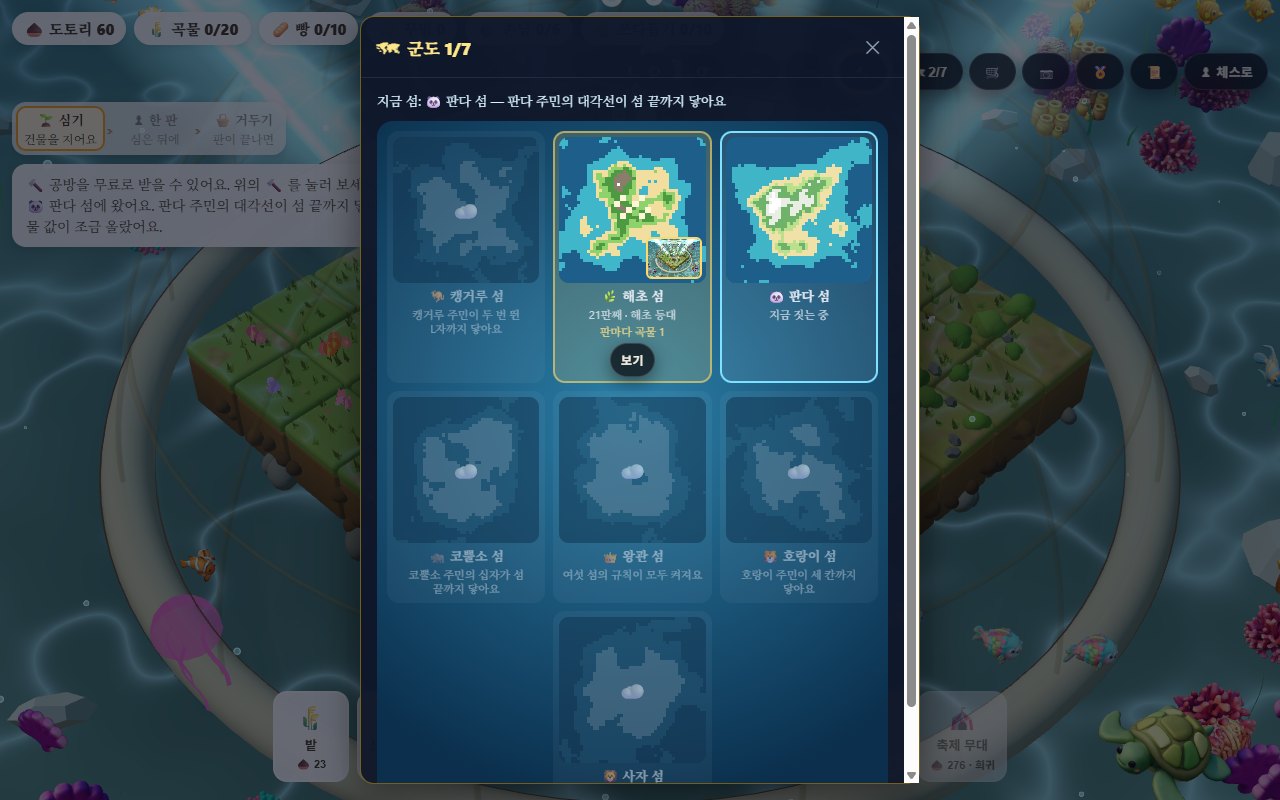 도토리 60
곡물 0/20
빵 0/10
군도 1/7
2/7
체스로
심기
건물을 지어요
한 판
심은 뒤에
거두기
판이 끝나면
공방을 무료로 받을 수 있어요. 위의 를 눌러 보세
판다 섬에 왔어요. 판다 주민의 대각선이 섬 끝까지
물 값이 조금 올랐어요.
지금 섬: 판다 섬 — 판다 주민의 대각선이 섬 끝까지 닿아요
캥거루 섬
캥거루 주민이 두 번 뛴
L자까지 닿아요
해초 섬
21판째 · 해초 등대
판마다 곡물 1
보기
판다 섬
지금 짓는 중
코뿔소 섬
코뿔소 주민의 십자가 섬
끝까지 닿아요
왕관 섬
여섯 섬의 규칙이 모두 켜져요
호랑이 섬
호랑이 주민이 세 칸까지
닿아요
사자 섬
밭
23
축제 무대
276 · 희귀